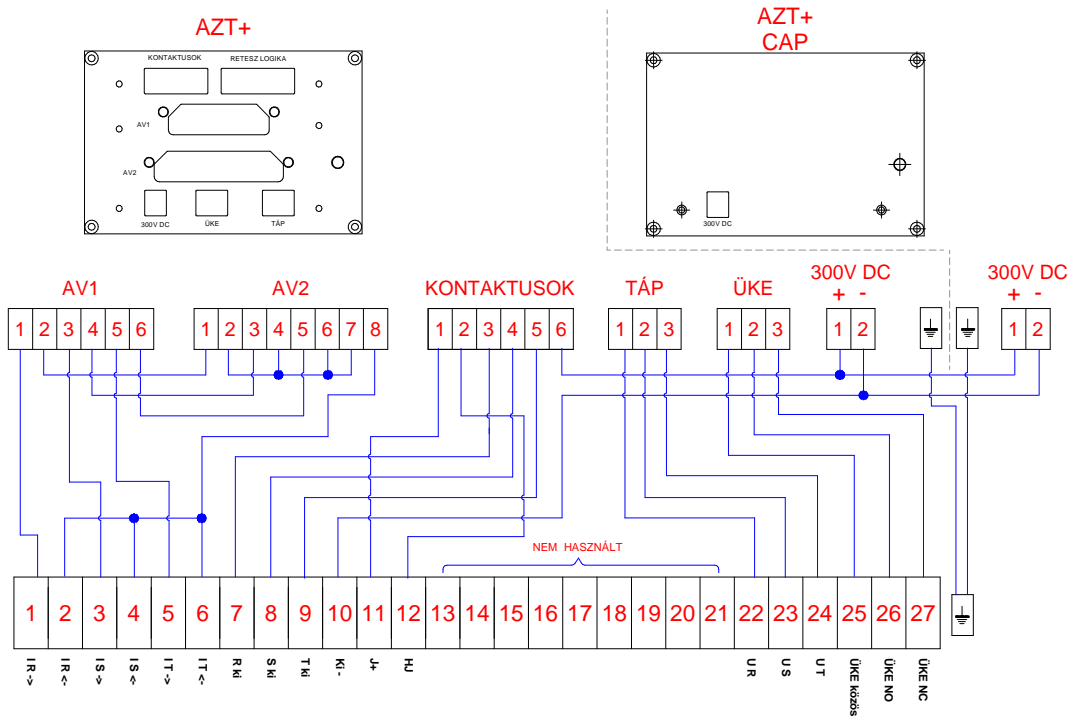 AZT+
AZT+
CAP
KONTAKTUSOK
RETESZ LOGIKA
AV1
AV2
300V DC
ÜKE
TÁP
300V DC
AV1
AV2
KONTAKTUSOK
TÁP
ÜKE
300V DC
+ -
300V DC
+ -
1 2 3 4 5 6
1 2 3 4 5 6 7 8
1 2 3 4 5 6
1 2 3
1 2 3
1 2
1 2
NEM HASZNÁLT
1 2 3 4 5 6 7 8 9 10 11 12 13 14 15 16 17 18 19 20 21 22 23 24 25 26 27
I R ->
I R <-
I S ->
I S <-
I T ->
I T <-
R ki
S ki
T ki
Ki -
J+
HJ
U R
U S
U T
ÜKE közös
ÜKE NO
ÜKE NC